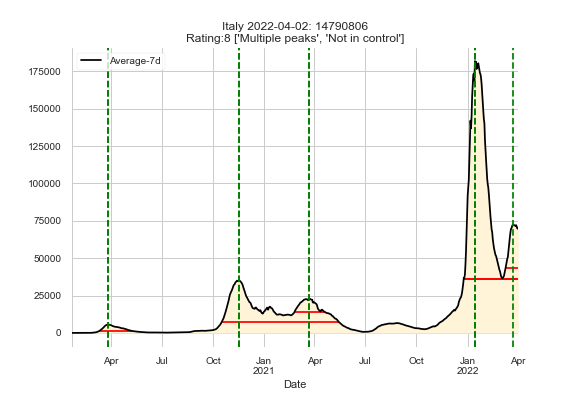 Italy 2022-04-02: 14790806
Rating:8 ['Multiple peaks', 'Not in control']
Average-7d
175000
150000
125000
100000
75000
50000
25000
0
Apr Jul Oct Jan Apr Jul Oct Jan Apr
2021 2022
Date